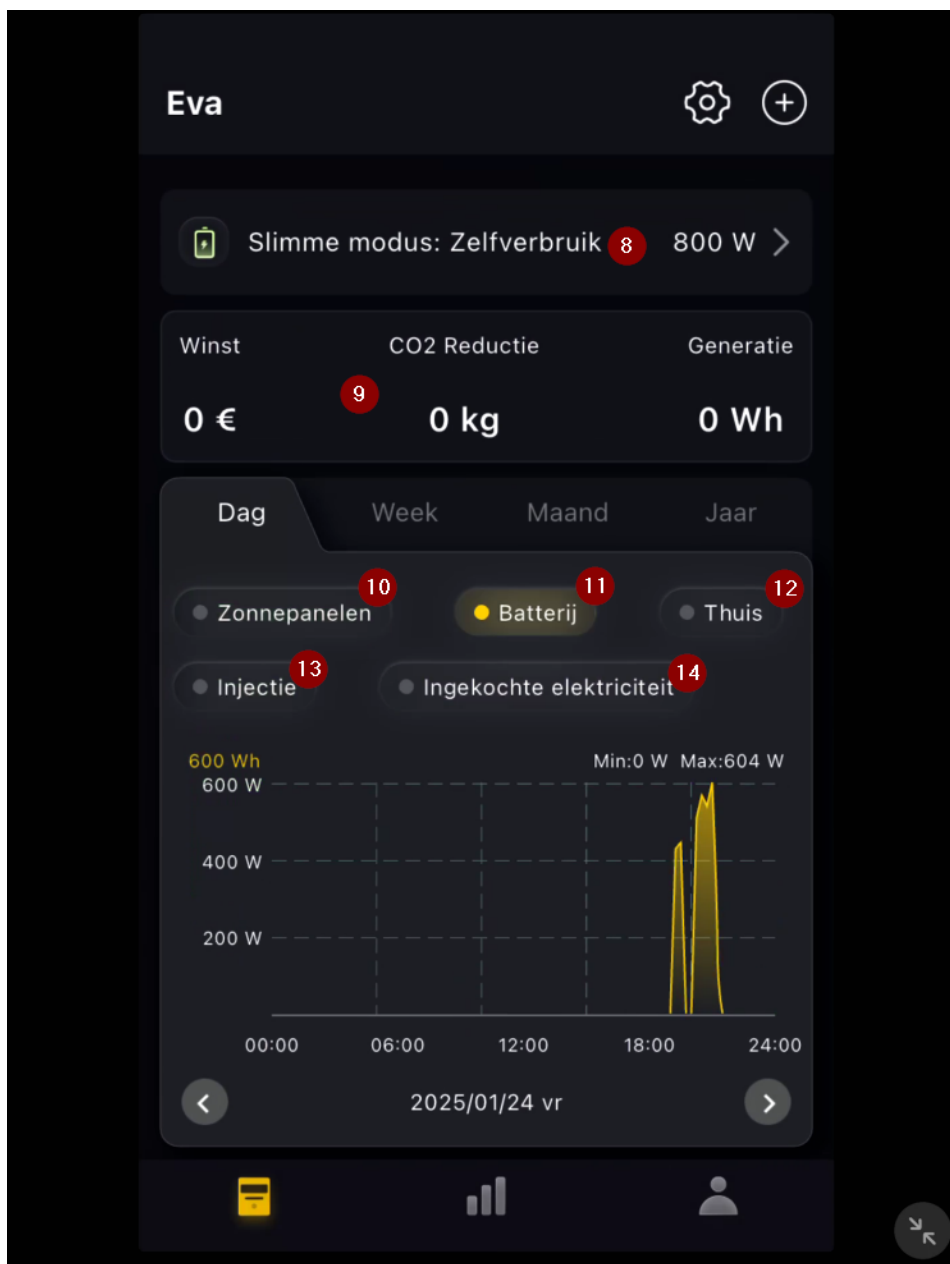 Eva
Slimme modus: Zelfverbruik 8 800 W
Winst CO2 Reductie Generatie
9
0 € 0 kg 0 Wh
Dag Week Maand Jaar
10 11 12
Zonnepanelen Batterij Thuis
13 14
Injectie Ingekochte elektriciteit
600 Wh Min:0 W Max:604 W
600 W
400 W
200 W
00:00 06:00 12:00 18:00 24:00
2025/01/24 vr